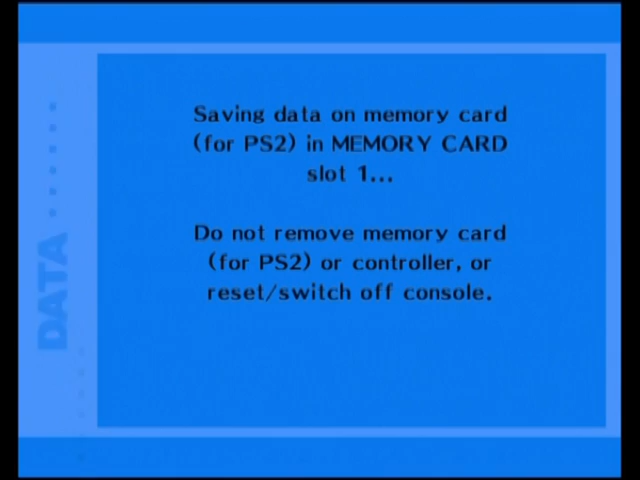 Saving data on memory card
(for PS2) in MEMORY CARD
slot 1...
Do not remove memory card
(for PS2) or controller, or
reset/switch off console.
DATA